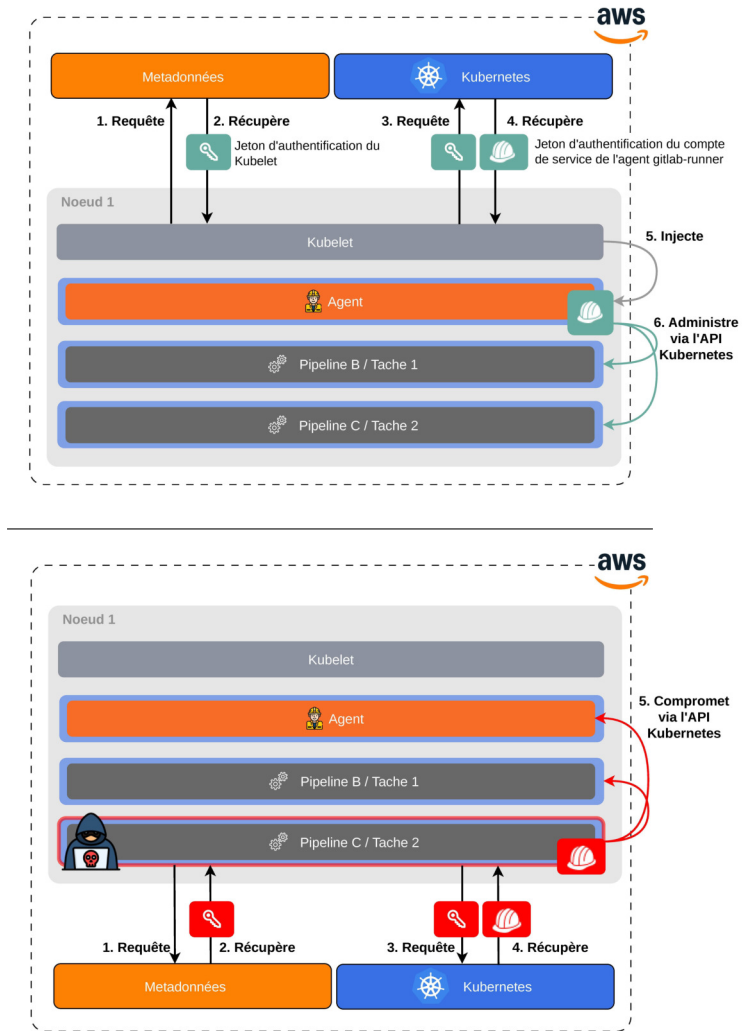 aws
Metadonnées
Kubernetes
1. Requête
2. Récupère
3. Requête
4. Récupère
Jeton d'authentification du
Kubelet
Jeton d'authentification du compte
de service de l'agent gitlab-runner
Noeud 1
Kubelet
5. Injecte
Agent
6. Administre
via l'API
Kubernetes
Pipeline B / Tache 1
Pipeline C / Tache 2
aws
Noeud 1
Kubelet
5. Compromet
via l'API
Kubernetes
Agent
Pipeline B / Tache 1
Pipeline C / Tache 2
1. Requête
2. Récupère
3. Requête
4. Récupère
Metadonnées
Kubernetes